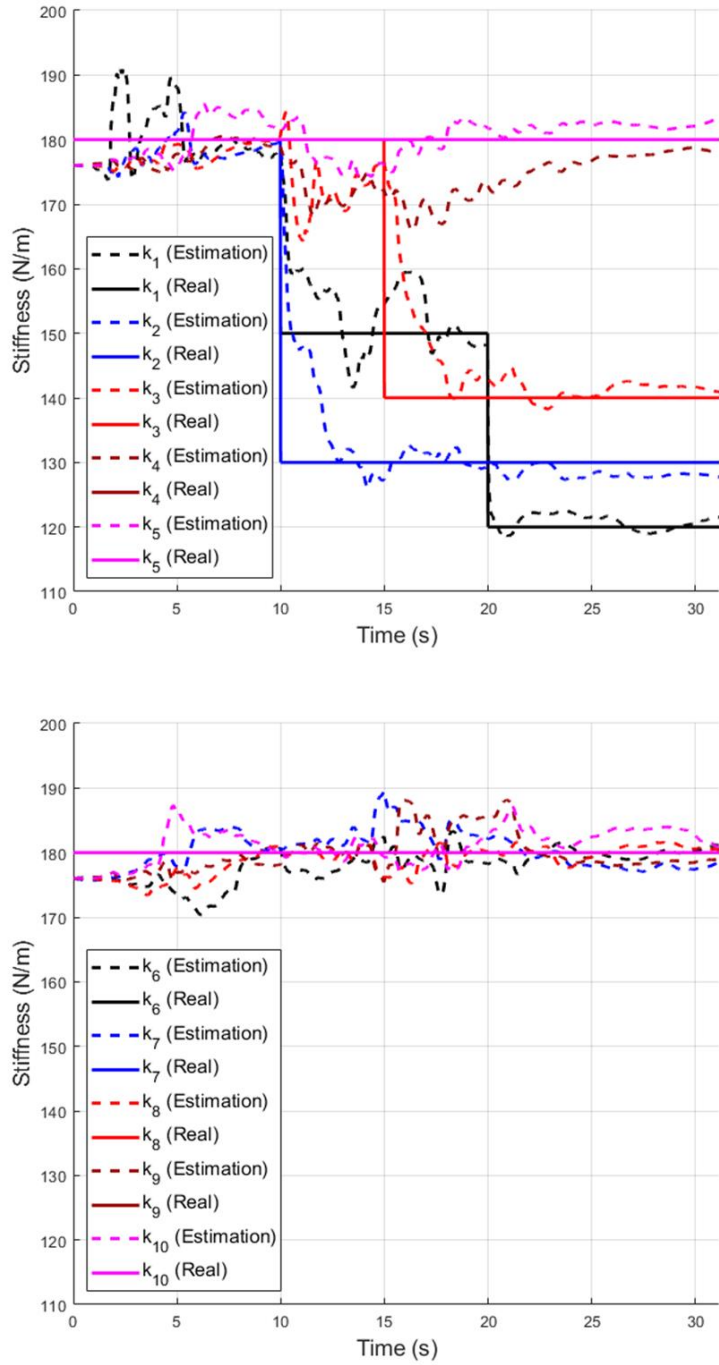 200
190
180
170
160
150
140
130
120
110
Stiffness (N/m)
k1 (Estimation)
k1 (Real)
k2 (Estimation)
k2 (Real)
k3 (Estimation)
k3 (Real)
k4 (Estimation)
k4 (Real)
k5 (Estimation)
k5 (Real)
0 5 10 15 20 25 30
Time (s)
200
190
180
170
160
150
140
130
120
110
Stiffness (N/m)
k6 (Estimation)
k6 (Real)
k7 (Estimation)
k7 (Real)
k8 (Estimation)
k8 (Real)
k9 (Estimation)
k9 (Real)
k10 (Estimation)
k10 (Real)
0 5 10 15 20 25 30
Time (s)